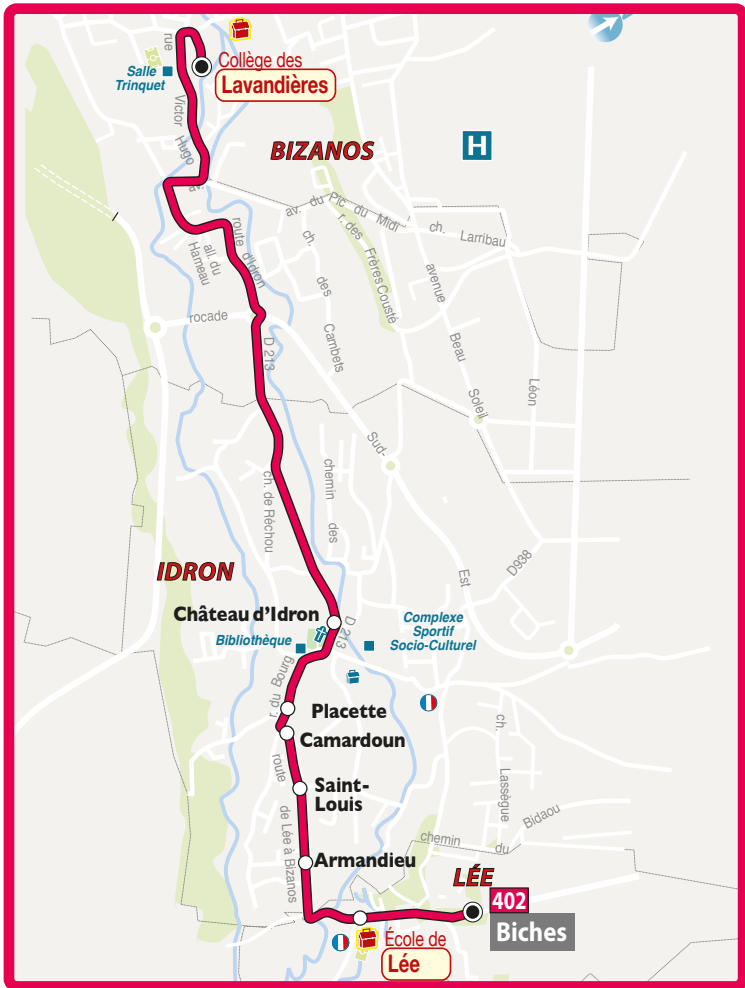 rue
Salle
Trinquet
Collège des
Lavandières
Victor
Hugo
BIZANOS
H
av.
av. du Pic du Midi
ch. Larribau
route d'Idron
all. du
Hameau
r. des
Frères Cousté
ch.
des
Cambets
avenue
Beau
Soleil
Léon
rocade
D 213
Sud-
Est
ch. de Réchou
chemin
des
D938
IDRON
Château d'Idron
Bibliothèque
D 213
Complexe
Sportif
Socio-Culturel
r. du Bourg
Placette
Camardoun
route
de Lée à Bizanos
Saint-
Louis
ch.
Lassègue
Bidaou
chemin du
Armandieu
LÉE
402
Biches
École de
Lée